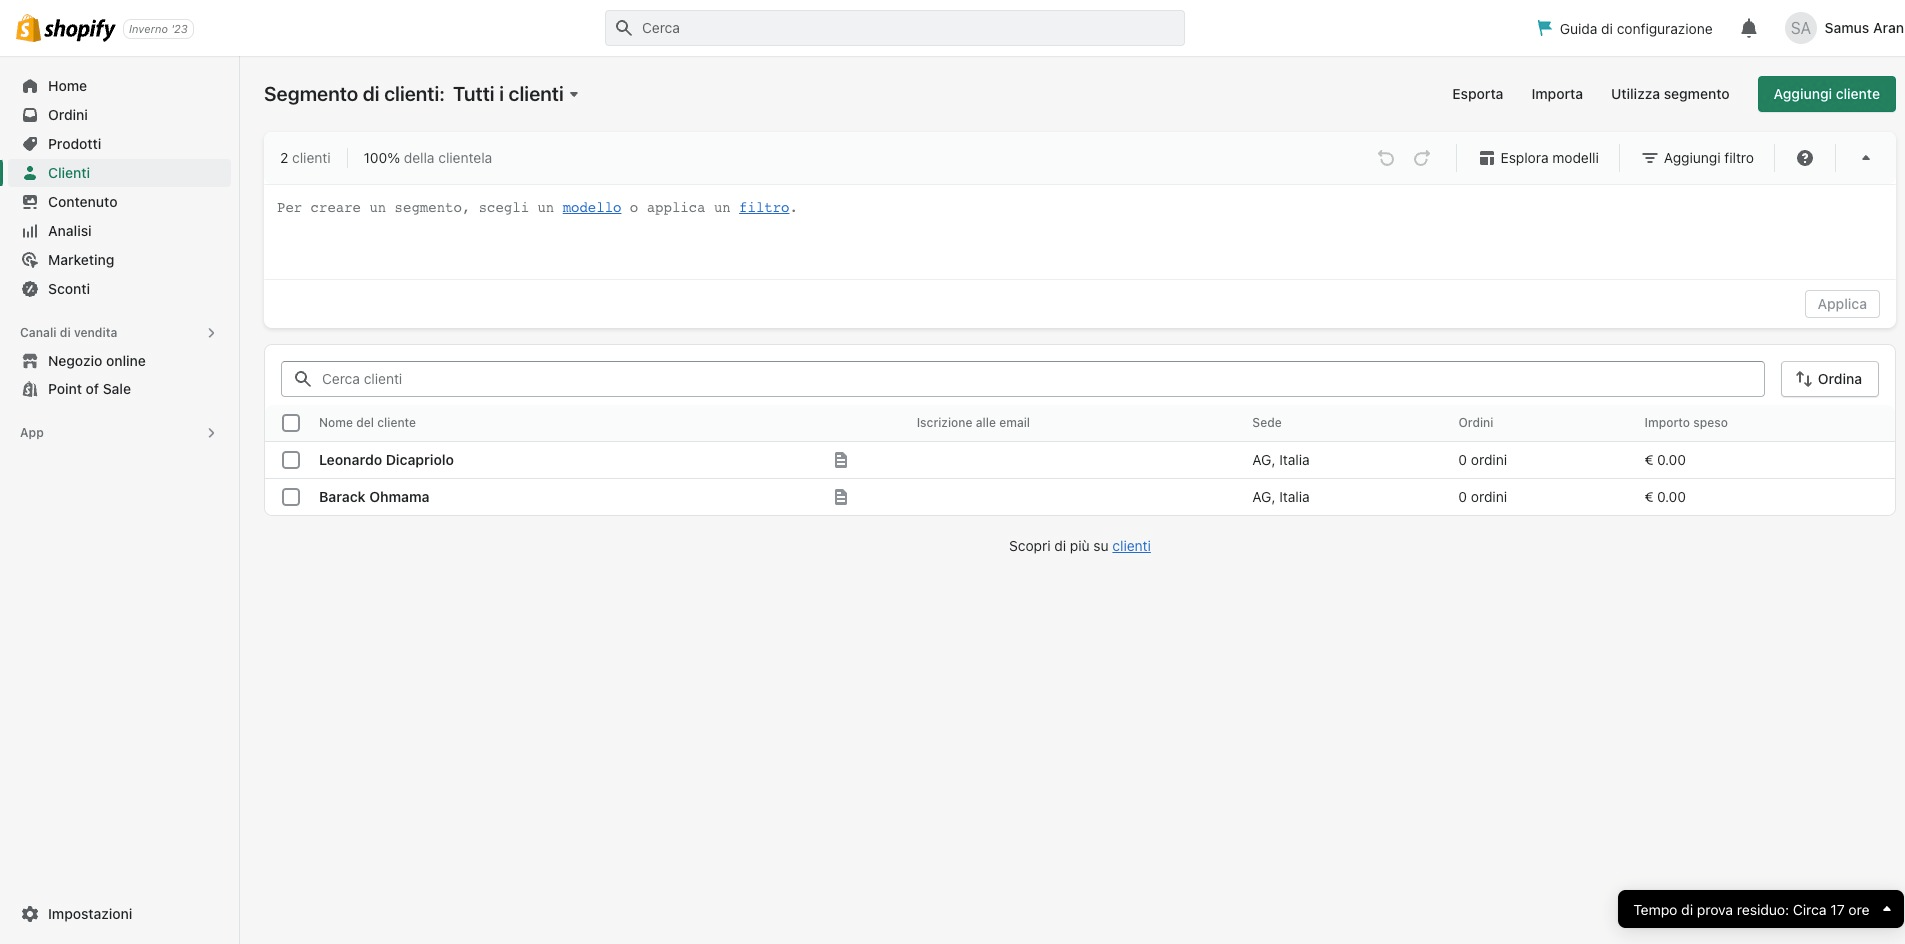 shopify Inverno '23
Cerca
Guida di configurazione
SA Samus Aran
Home
Ordini
Prodotti
Clienti
Contenuto
Analisi
Marketing
Sconti
Canali di vendita
Negozio online
Point of Sale
App
Impostazioni
Segmento di clienti: Tutti i clienti
Esporta Importa Utilizza segmento Aggiungi cliente
2 clienti 100% della clientela
Esplora modelli Aggiungi filtro
Per creare un segmento, scegli un modello o applica un filtro.
Applica
Cerca clienti
Ordina
Nome del cliente Iscrizione alle email Sede Ordini Importo speso
Leonardo Dicapriolo AG, Italia 0 ordini € 0.00
Barack Ohmama AG, Italia 0 ordini € 0.00
Scopri di più su clienti
Tempo di prova residuo: Circa 17 ore